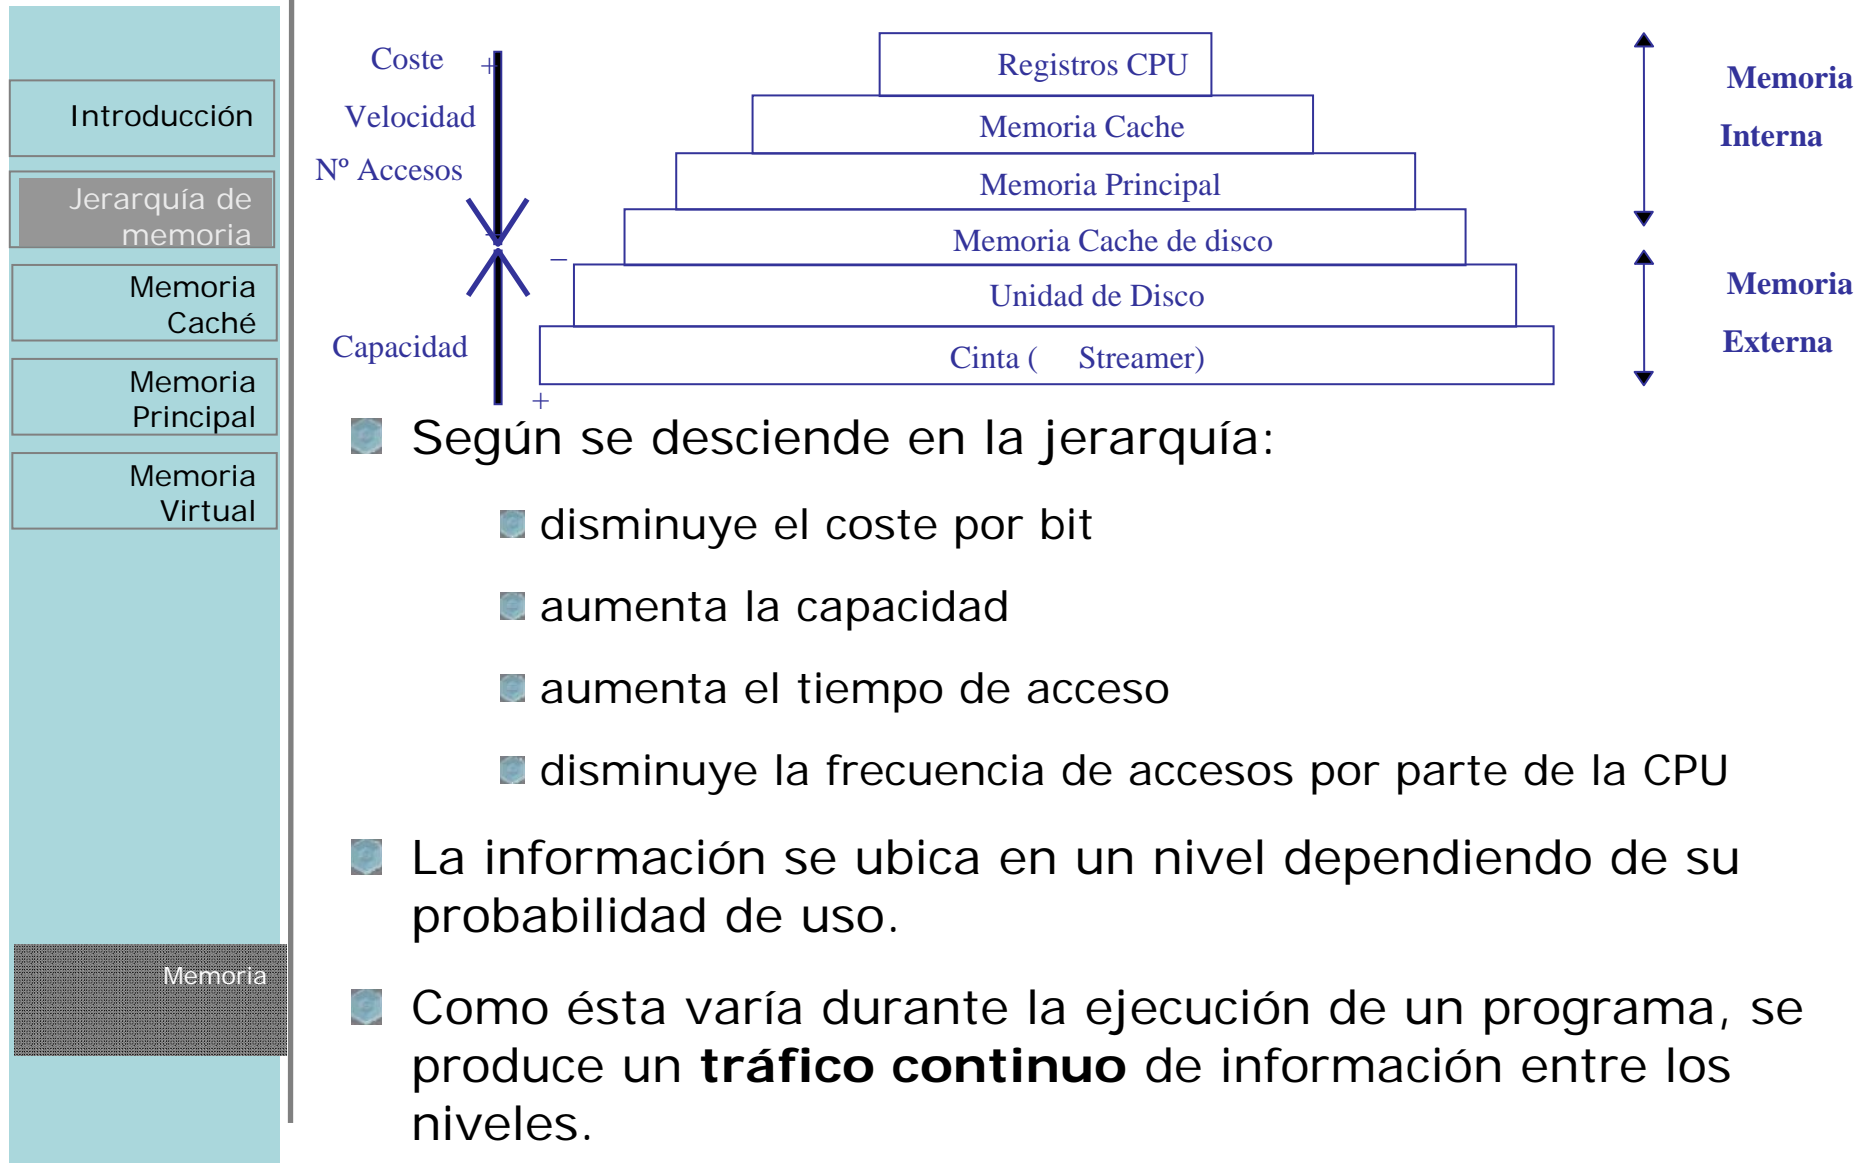 Introducción
Jerarquía de
memoria
Memoria
Caché
Memoria
Principal
Memoria
Virtual
Memoria
Coste
+
Velocidad
Nº Accesos
–
Capacidad
+
Registros CPU
Memoria Cache
Memoria Principal
Memoria Cache de disco
Unidad de Disco
Cinta ( Streamer)
Memoria
Interna
Memoria
Externa
Según se desciende en la jerarquía:
disminuye el coste por bit
aumenta la capacidad
aumenta el tiempo de acceso
disminuye la frecuencia de accesos por parte de la CPU
La información se ubica en un nivel dependiendo de su
probabilidad de uso.
Como ésta varía durante la ejecución de un programa, se
produce un tráfico continuo de información entre los
niveles.